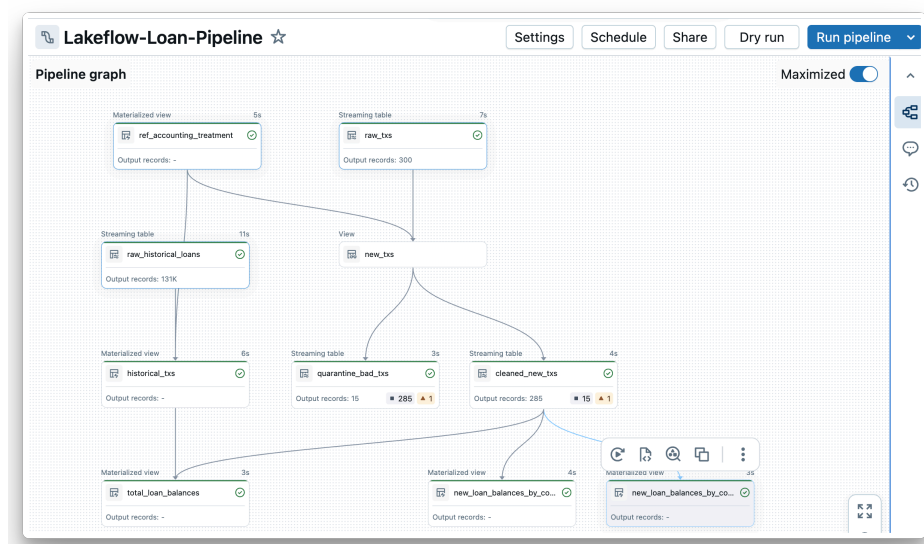 Lakeflow-Loan-Pipeline
Settings
Schedule
Share
Dry run
Run pipeline
Pipeline graph
Maximized
Materialized view 5s
ref_accounting_treatment
Output records: -
Streaming table 7s
raw_txs
Output records: 300
Streaming table 11s
raw_historical_loans
Output records: 131K
View
new_txs
Materialized view 6s
historical_txs
Output records: -
Streaming table 3s
quarantine_bad_txs
Output records: 15 285 1
Streaming table 4s
cleaned_new_txs
Output records: 285 15 1
Materialized view 3s
total_loan_balances
Output records: -
Materialized view 4s
new_loan_balances_by_co...
Output records: -
Materialized view 3s
new_loan_balances_by_co...
Output records: -